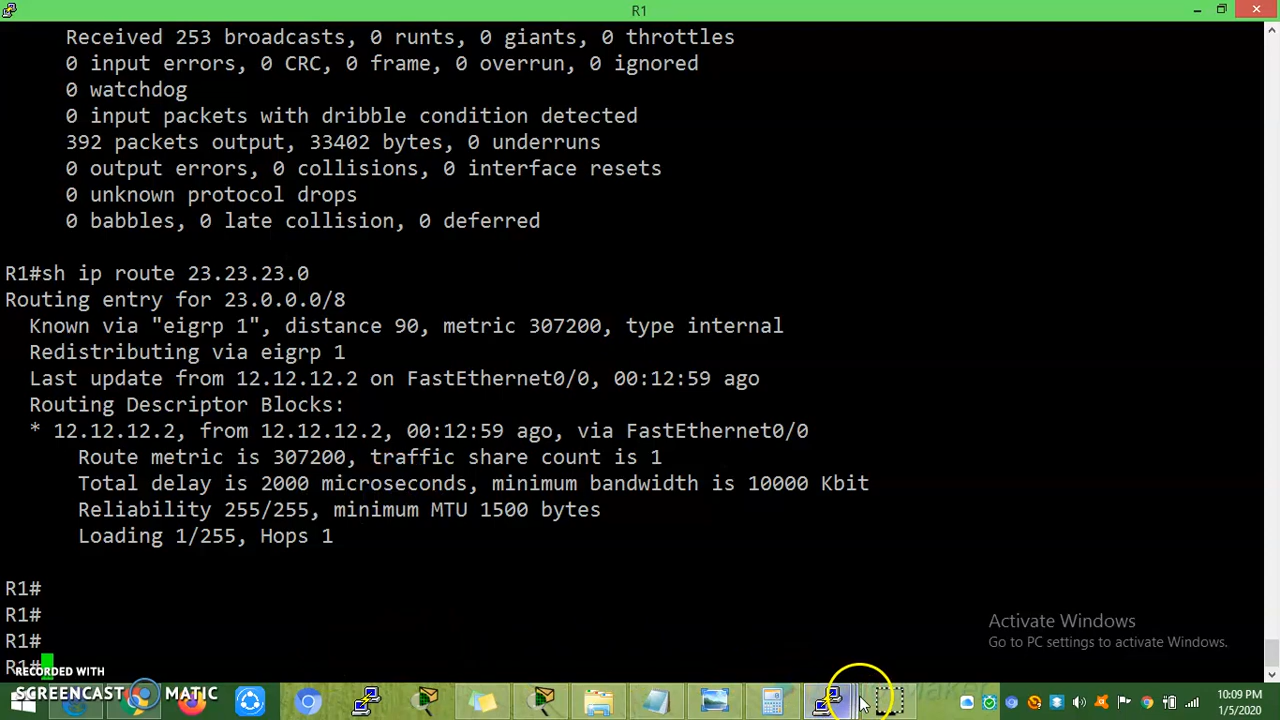 R1
Received 253 broadcasts, 0 runts, 0 giants, 0 throttles
0 input errors, 0 CRC, 0 frame, 0 overrun, 0 ignored
0 watchdog
0 input packets with dribble condition detected
392 packets output, 33402 bytes, 0 underruns
0 output errors, 0 collisions, 0 interface resets
0 unknown protocol drops
0 babbles, 0 late collision, 0 deferred
R1#sh ip route 23.23.23.0
Routing entry for 23.0.0.0/8
Known via "eigrp 1", distance 90, metric 307200, type internal
Redistributing via eigrp 1
Last update from 12.12.12.2 on FastEthernet0/0, 00:12:59 ago
Routing Descriptor Blocks:
* 12.12.12.2, from 12.12.12.2, 00:12:59 ago, via FastEthernet0/0
Route metric is 307200, traffic share count is 1
Total delay is 2000 microseconds, minimum bandwidth is 10000 Kbit
Reliability 255/255, minimum MTU 1500 bytes
Loading 1/255, Hops 1
R1#
R1#
R1#
R1#
Activate Windows
Go to PC settings to activate Windows.
RECORDED WITH
SCREENCAST MATIC
10:09 PM
1/5/2020